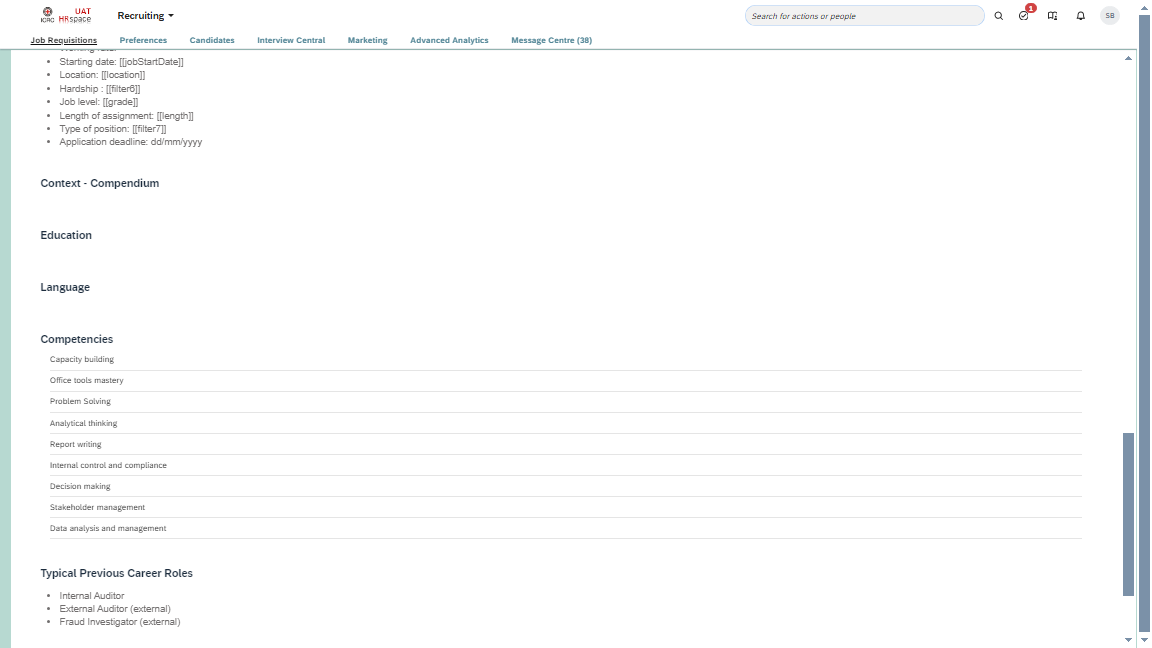 ICRC
UAT
HRspace
Recruiting
Search for actions or people
1
SB
Job Requisitions
Preferences
Candidates
Interview Central
Marketing
Advanced Analytics
Message Centre (38)
Starting date: [[jobStartDate]]
Location: [[location]]
Hardship : [[filter6]]
Job level: [[grade]]
Length of assignment: [[length]]
Type of position: [[filter7]]
Application deadline: dd/mm/yyyy
Context - Compendium
Education
Language
Competencies
Capacity building
Office tools mastery
Problem Solving
Analytical thinking
Report writing
Internal control and compliance
Decision making
Stakeholder management
Data analysis and management
Typical Previous Career Roles
Internal Auditor
External Auditor (external)
Fraud Investigator (external)